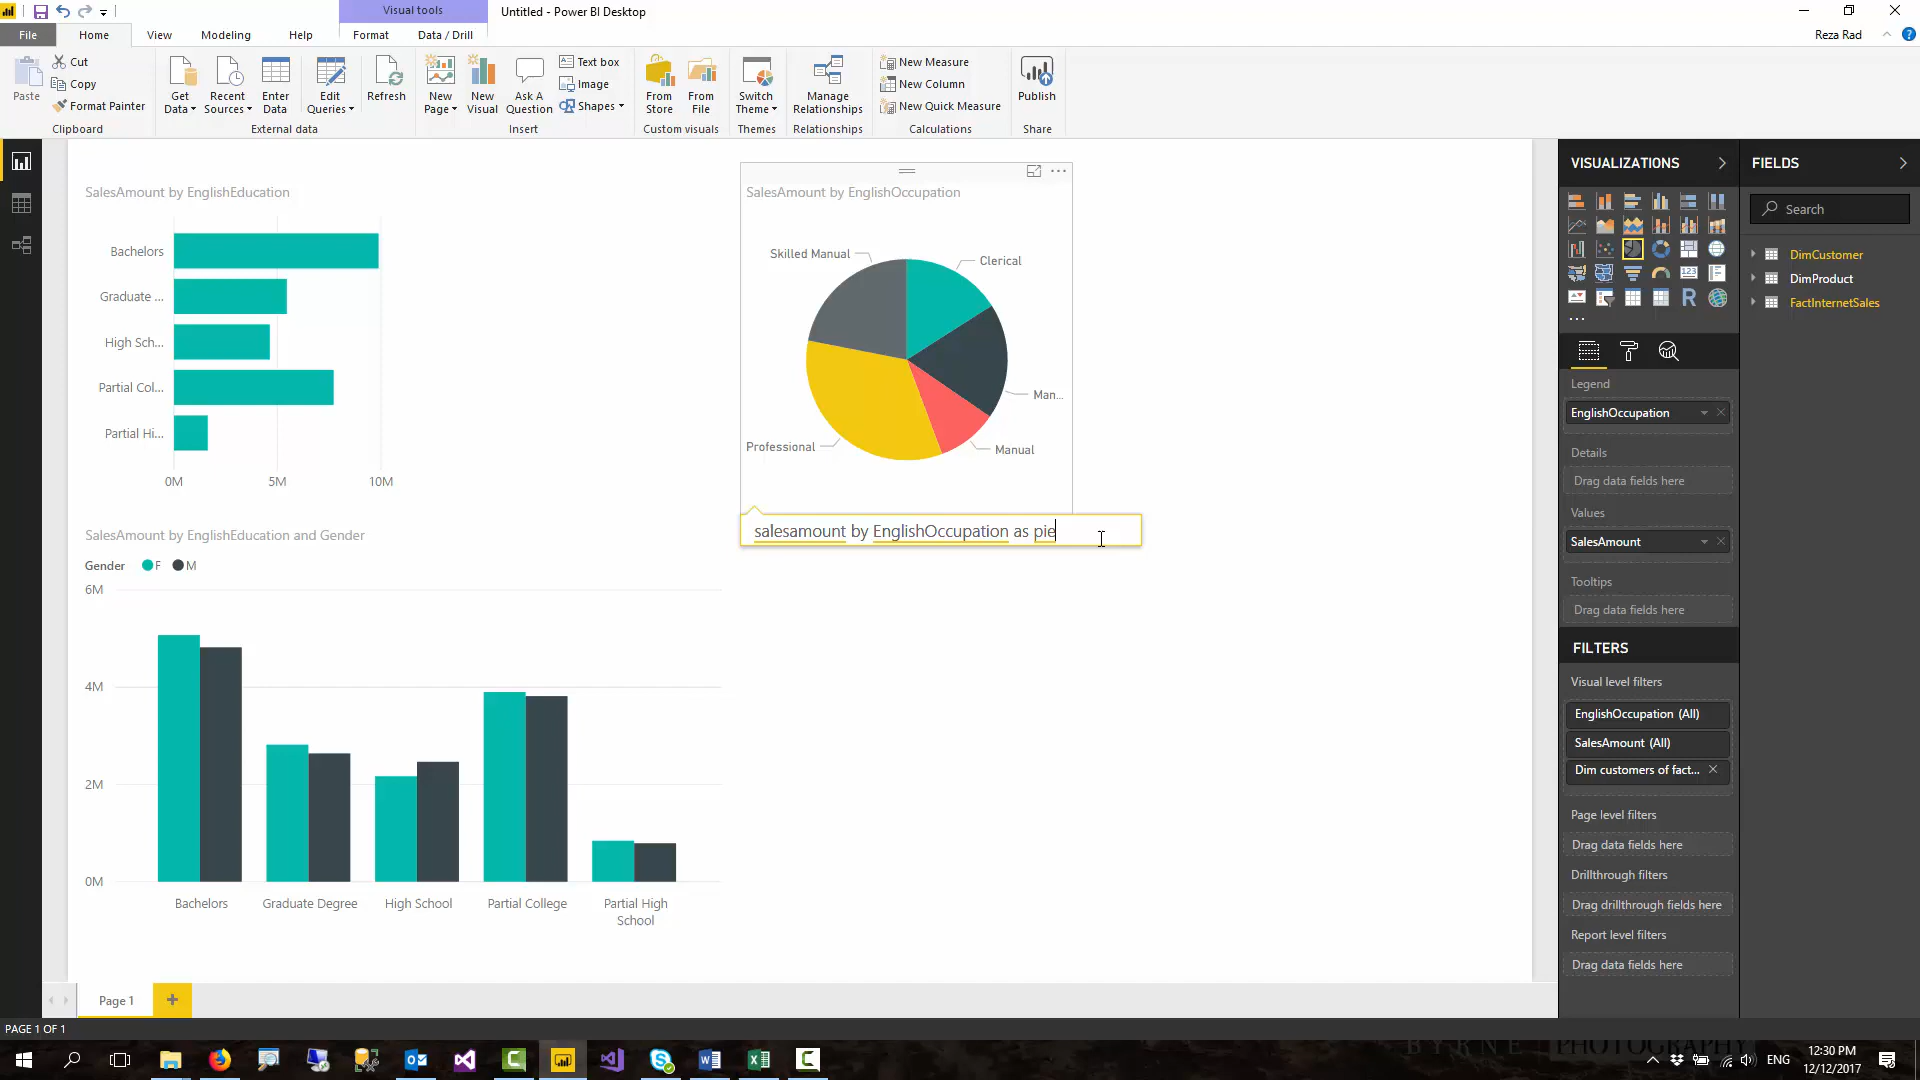 Visual tools
Untitled - Power BI Desktop
File
Home
View
Modeling
Help
Format
Data / Drill
Reza Rad
Paste
Cut
Copy
Format Painter
Clipboard
Get
Data
Recent
Sources
Enter
Data
Edit
Queries
Refresh
External data
New
Page
New
Visual
Ask A
Question
Text box
Image
Shapes
Insert
From
Store
From
File
Custom visuals
Switch
Theme
Themes
Manage
Relationships
Relationships
New Measure
New Column
New Quick Measure
Calculations
Publish
Share
SalesAmount by EnglishEducation
Bachelors
Graduate ...
High Sch...
Partial Col...
Partial Hi...
0M
5M
10M
SalesAmount by EnglishOccupation
Skilled Manual
Clerical
Man...
Professional
Manual
salesamount by EnglishOccupation as pie
SalesAmount by EnglishEducation and Gender
Gender F M
6M
4M
2M
0M
Bachelors
Graduate Degree
High School
Partial College
Partial High
School
VISUALIZATIONS
123
R
...
Legend
EnglishOccupation
Details
Drag data fields here
Values
SalesAmount
Tooltips
Drag data fields here
FILTERS
Visual level filters
EnglishOccupation (All)
SalesAmount (All)
Dim customers of fact...
Page level filters
Drag data fields here
Drillthrough filters
Drag drillthrough fields here
Report level filters
Drag data fields here
FIELDS
Search
DimCustomer
DimProduct
FactInternetSales
Page 1
PAGE 1 OF 1
BYRNE PHOTOGRAPHY
ENG
12:30 PM
12/12/2017